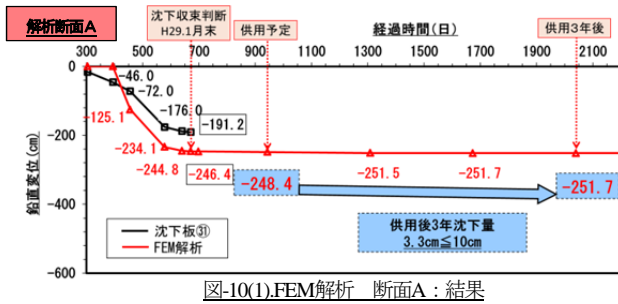 解析断面A
沈下収束判断
H29.1月末
供用予定
経過時間(日)
供用3年後
300 500 700 900 1100 1300 1500 1700 1900 2100
0
-200
-400
-600
鉛直変位(cm)
-46.0
-72.0
-176.0
-191.2
-125.1
-234.1
-244.8
-246.4
-248.4
-251.5
-251.7
-251.7
沈下板㉛
FEM解析
供用後3年沈下量
3.3cm≦10cm
図-10(1).FEM解析 断面A:結果